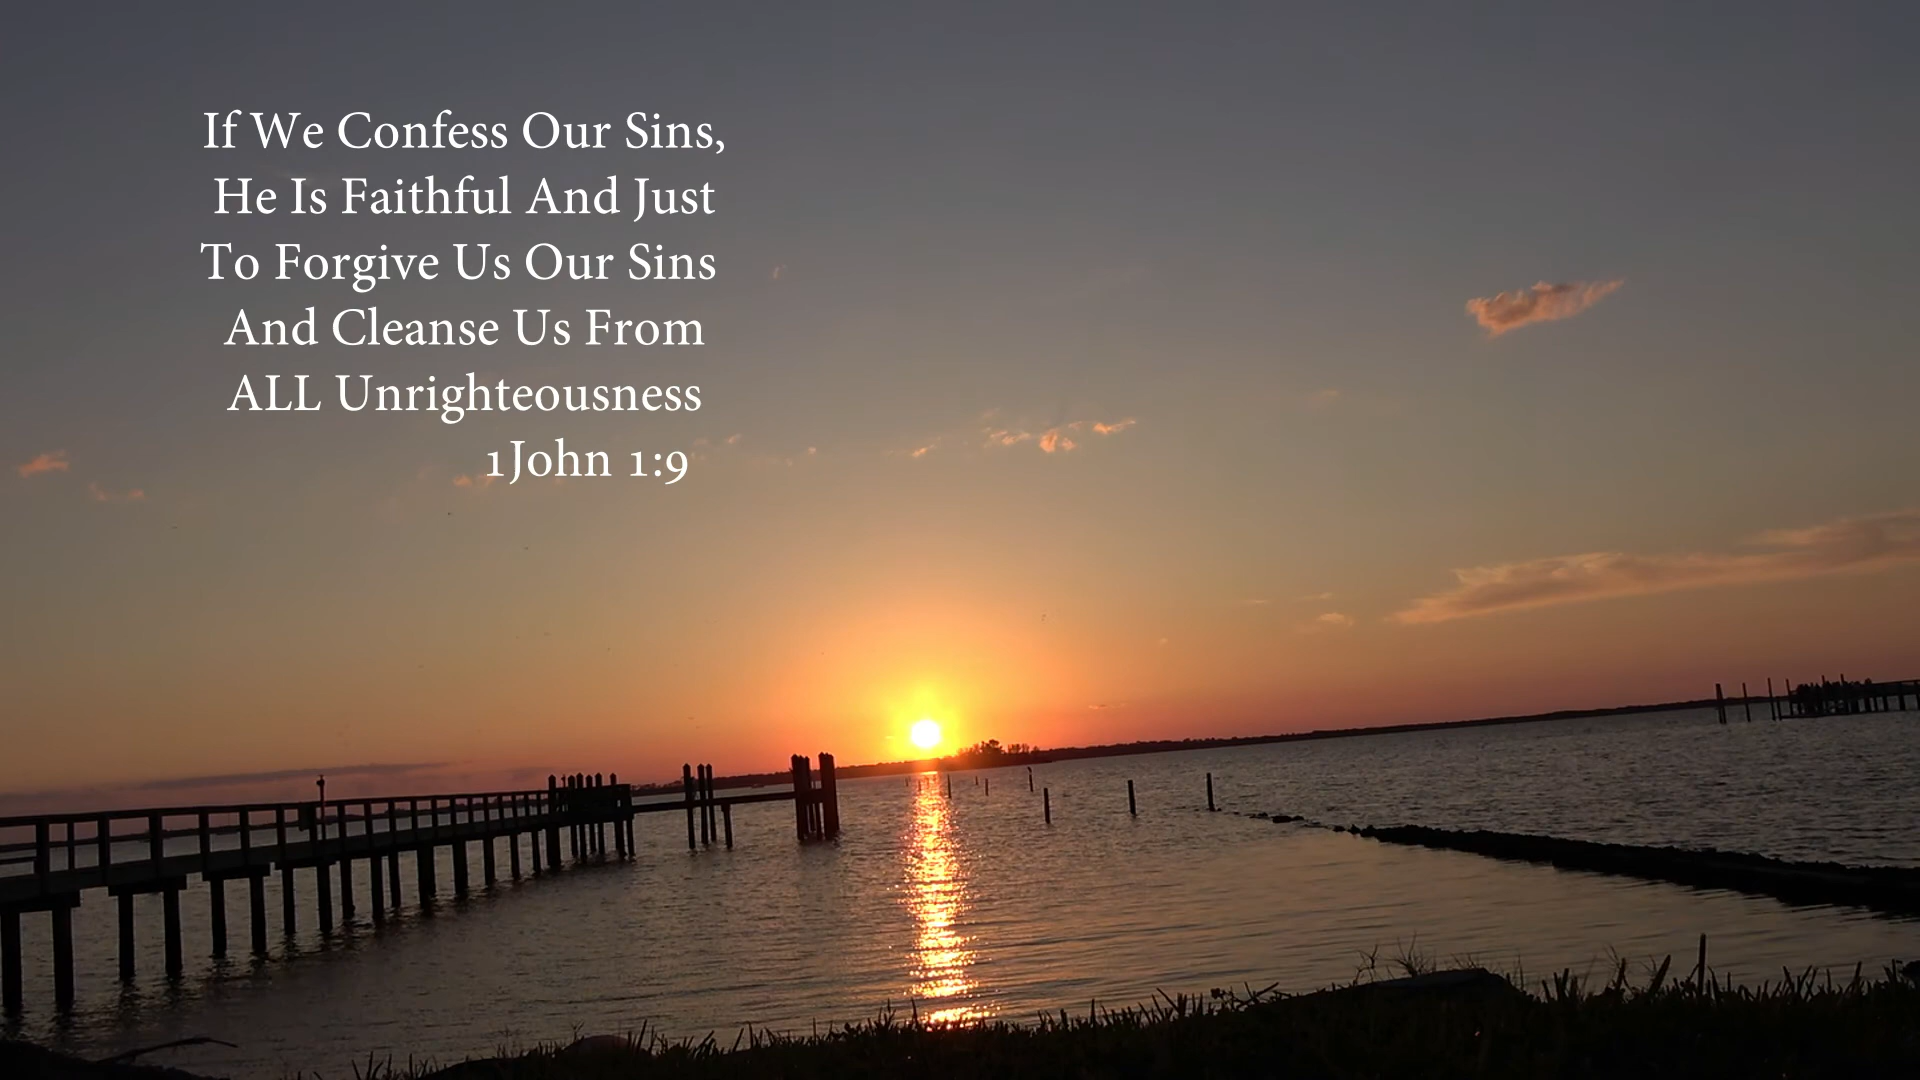 If We Confess Our Sins,
He Is Faithful And Just
To Forgive Us Our Sins
And Cleanse Us From
ALL Unrighteousness
1John 1:9